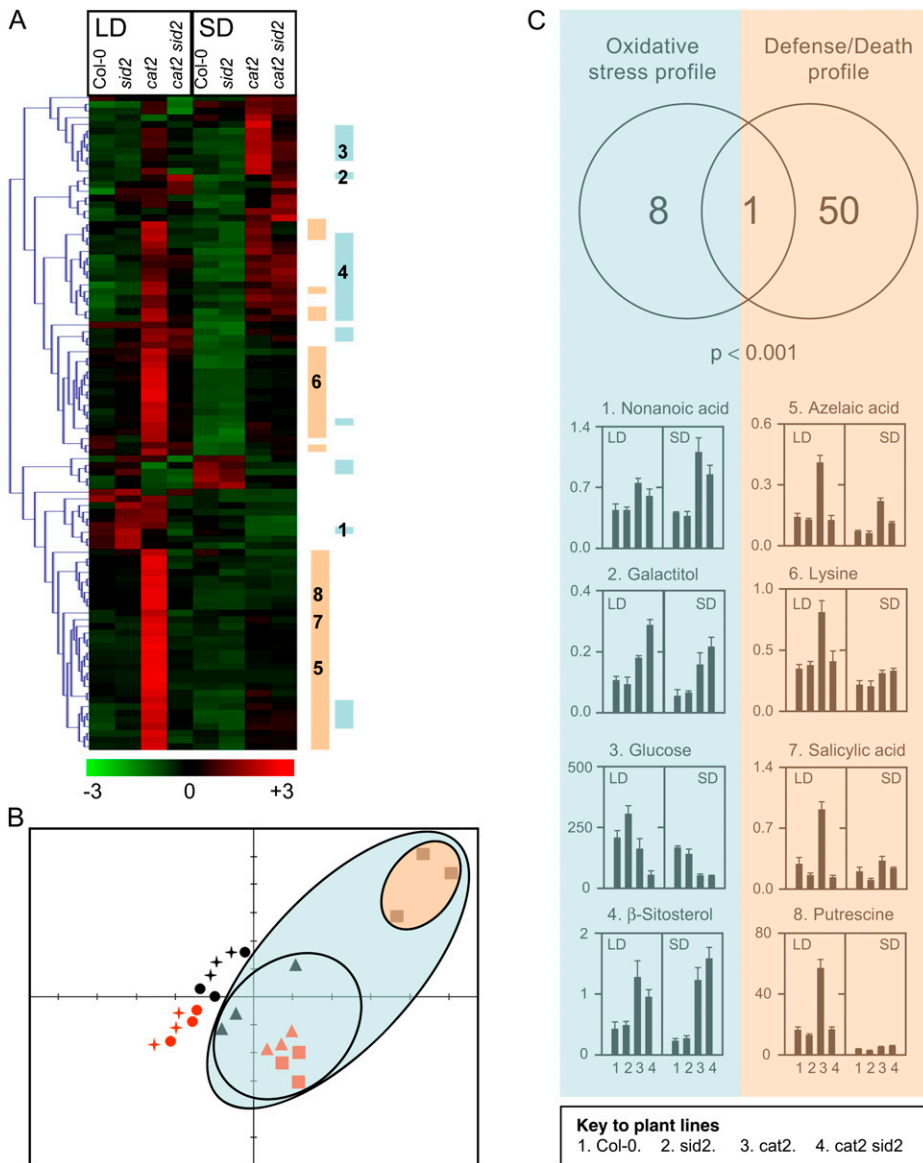 A
LD SD
Col-0 sid2 cat2 cat2 sid2 Col-0 sid2 cat2 cat2 sid2
3
2
4
6
1
8
7
5
-3 0 +3
B
C
Oxidative stress profile
Defense/Death profile
8 1 50
p < 0.001
1. Nonanoic acid
1.4
0.7
0.0
LD SD
5. Azelaic acid
0.6
0.3
0.0
LD SD
2. Galactitol
0.4
0.2
0.0
LD SD
6. Lysine
1.0
0.5
0.0
LD SD
3. Glucose
500
250
0
LD SD
7. Salicylic acid
1.4
0.7
0.0
LD SD
4. β-Sitosterol
2
1
0
LD SD
1 2 3 4 1 2 3 4
8. Putrescine
80
40
0
LD SD
1 2 3 4 1 2 3 4
Key to plant lines
1. Col-0. 2. sid2. 3. cat2. 4. cat2 sid2